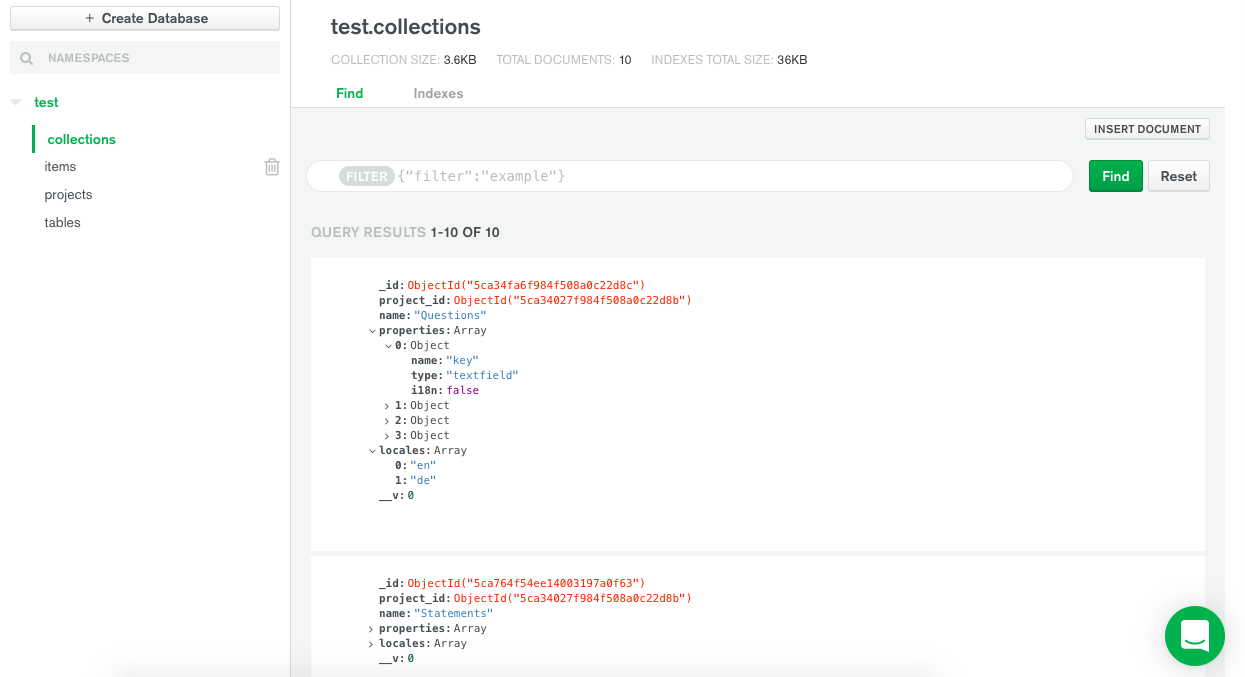 + Create Database
NAMESPACES
test
collections
items
projects
tables
test.collections
COLLECTION SIZE: 3.6KB TOTAL DOCUMENTS: 10 INDEXES TOTAL SIZE: 36KB
Find Indexes
INSERT DOCUMENT
FILTER {"filter":"example"} Find Reset
QUERY RESULTS 1-10 OF 10
_id: ObjectId("5ca34fa6f984f508a0c22d8c")
project_id: ObjectId("5ca34027f984f508a0c22d8b")
name: "Questions"
properties: Array
0: Object
name: "key"
type: "textfield"
i18n: false
1: Object
2: Object
3: Object
locales: Array
0: "en"
1: "de"
__v: 0
_id: ObjectId("5ca764f54ee14003197a0f63")
project_id: ObjectId("5ca34027f984f508a0c22d8b")
name: "Statements"
properties: Array
locales: Array
__v: 0